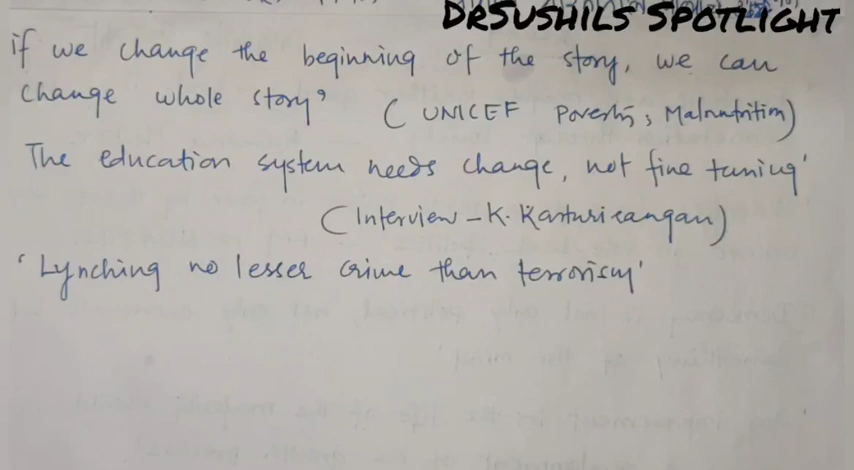 DRSUSHILS SPOTLIGHT
if we change the beginning of the story, we can
change whole story'
(UNICEF Poverty, Malnutrition)
The education system needs change, not fine tuning'
(Interview - K. Kasturirangan)
'Lynching no lesser crime than terrorism'